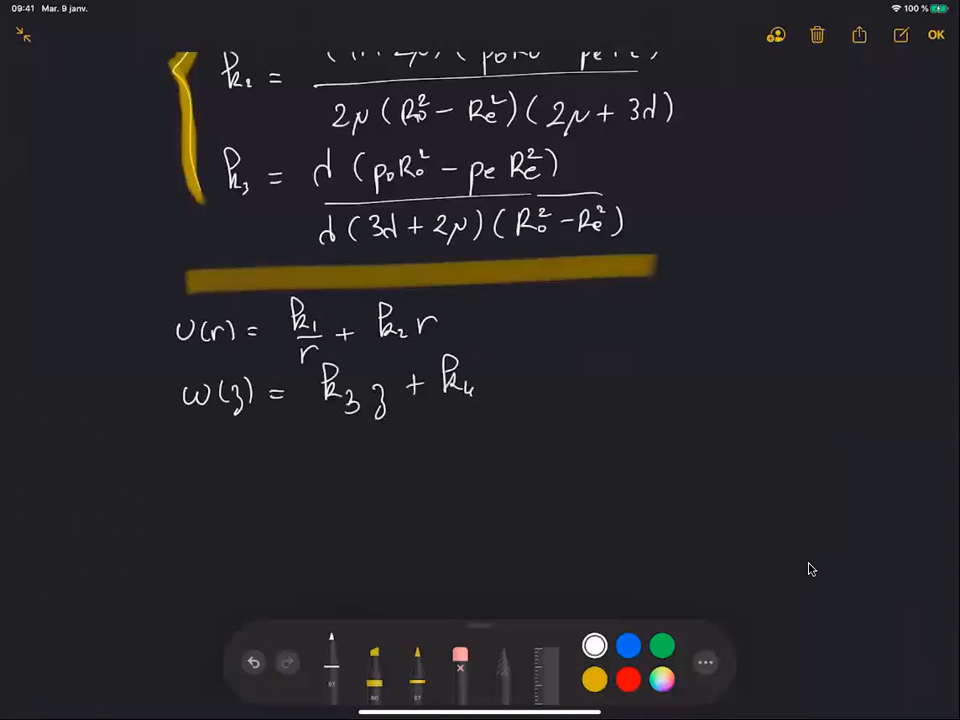 09:41 Mar. 9 janv.
100 %
OK
k₂ =
2μ(R₀² − Re²)(2μ + 3λ)
k₃ = λ (p₀R₀² − pe Re²)
λ(3λ + 2μ)(R₀² − Re²)
U(r) = k₁/r + k₂ r
ω(z) = k₃ z + k₄